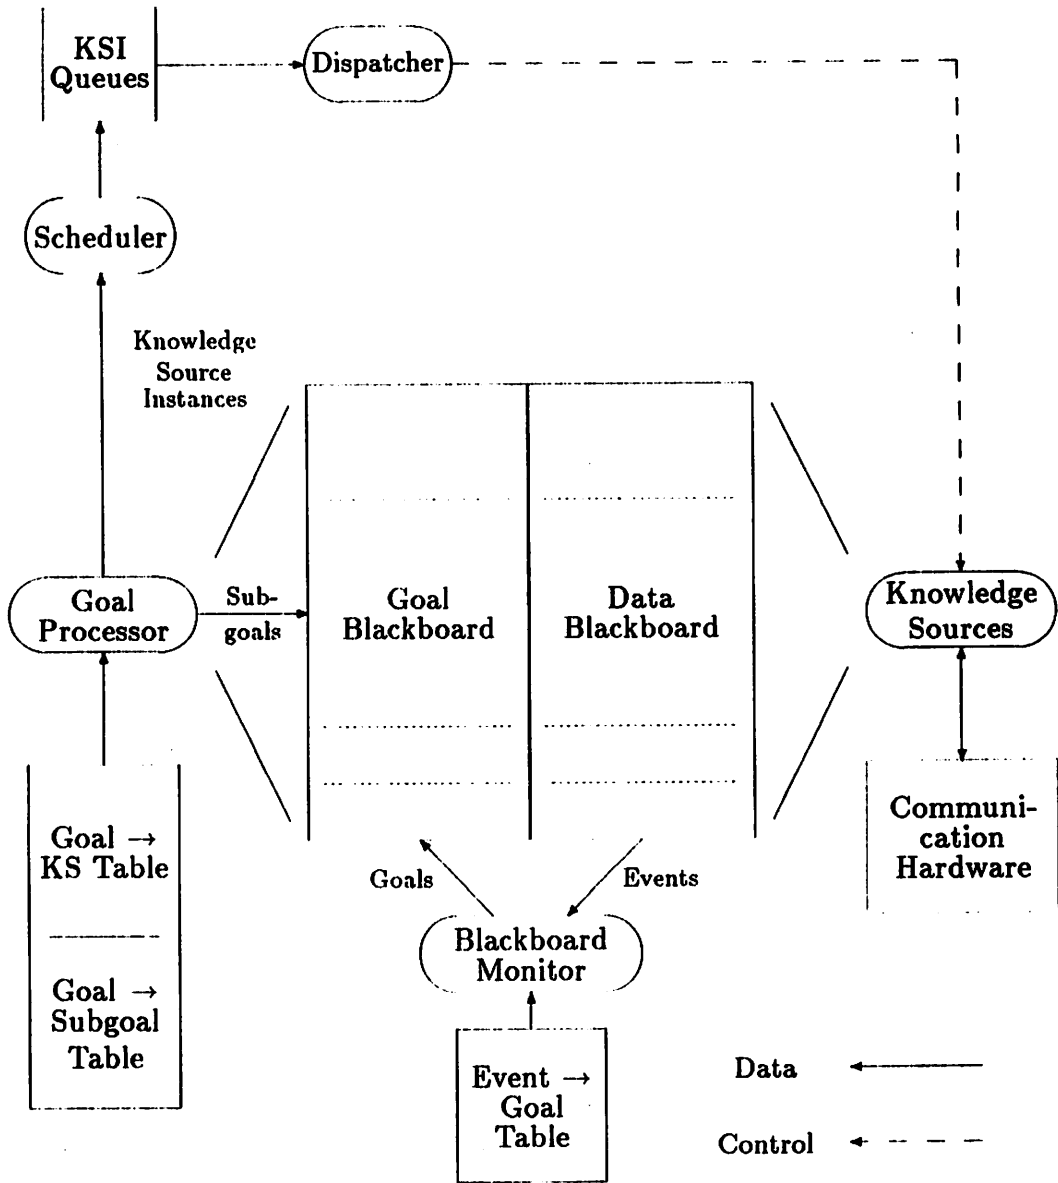 KSI
Queues
Dispatcher
Scheduler
Knowledge
Source
Instances
Goal
Processor
Sub-
goals
Goal
Blackboard
Data
Blackboard
Knowledge
Sources
Goal →
KS Table
Goal →
Subgoal
Table
Goals
Events
Blackboard
Monitor
Communi-
cation
Hardware
Event →
Goal
Table
Data
Control